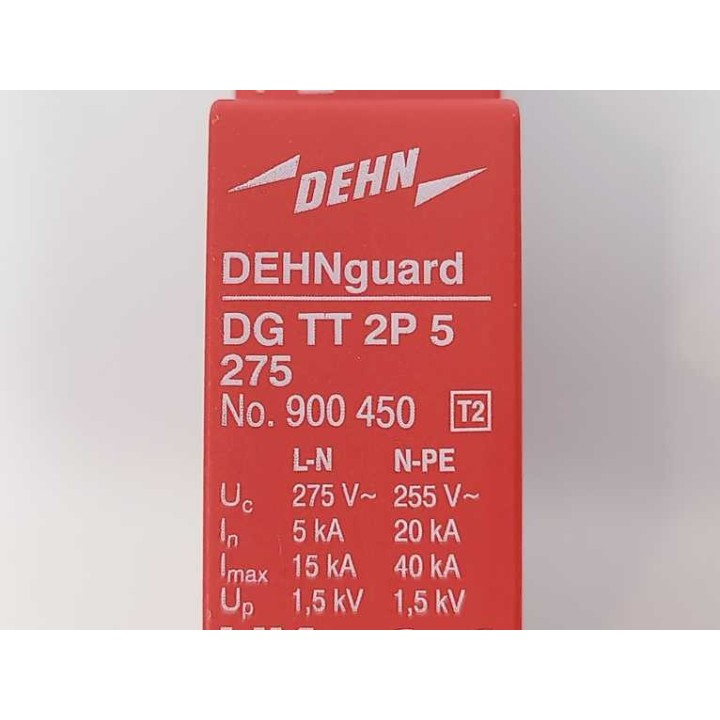 DEHN
DEHNguard
DG TT 2P 5
275
No. 900 450 T2
L-N N-PE
Uc 275 V~ 255 V~
In 5 kA 20 kA
Imax 15 kA 40 kA
Up 1,5 kV 1,5 kV